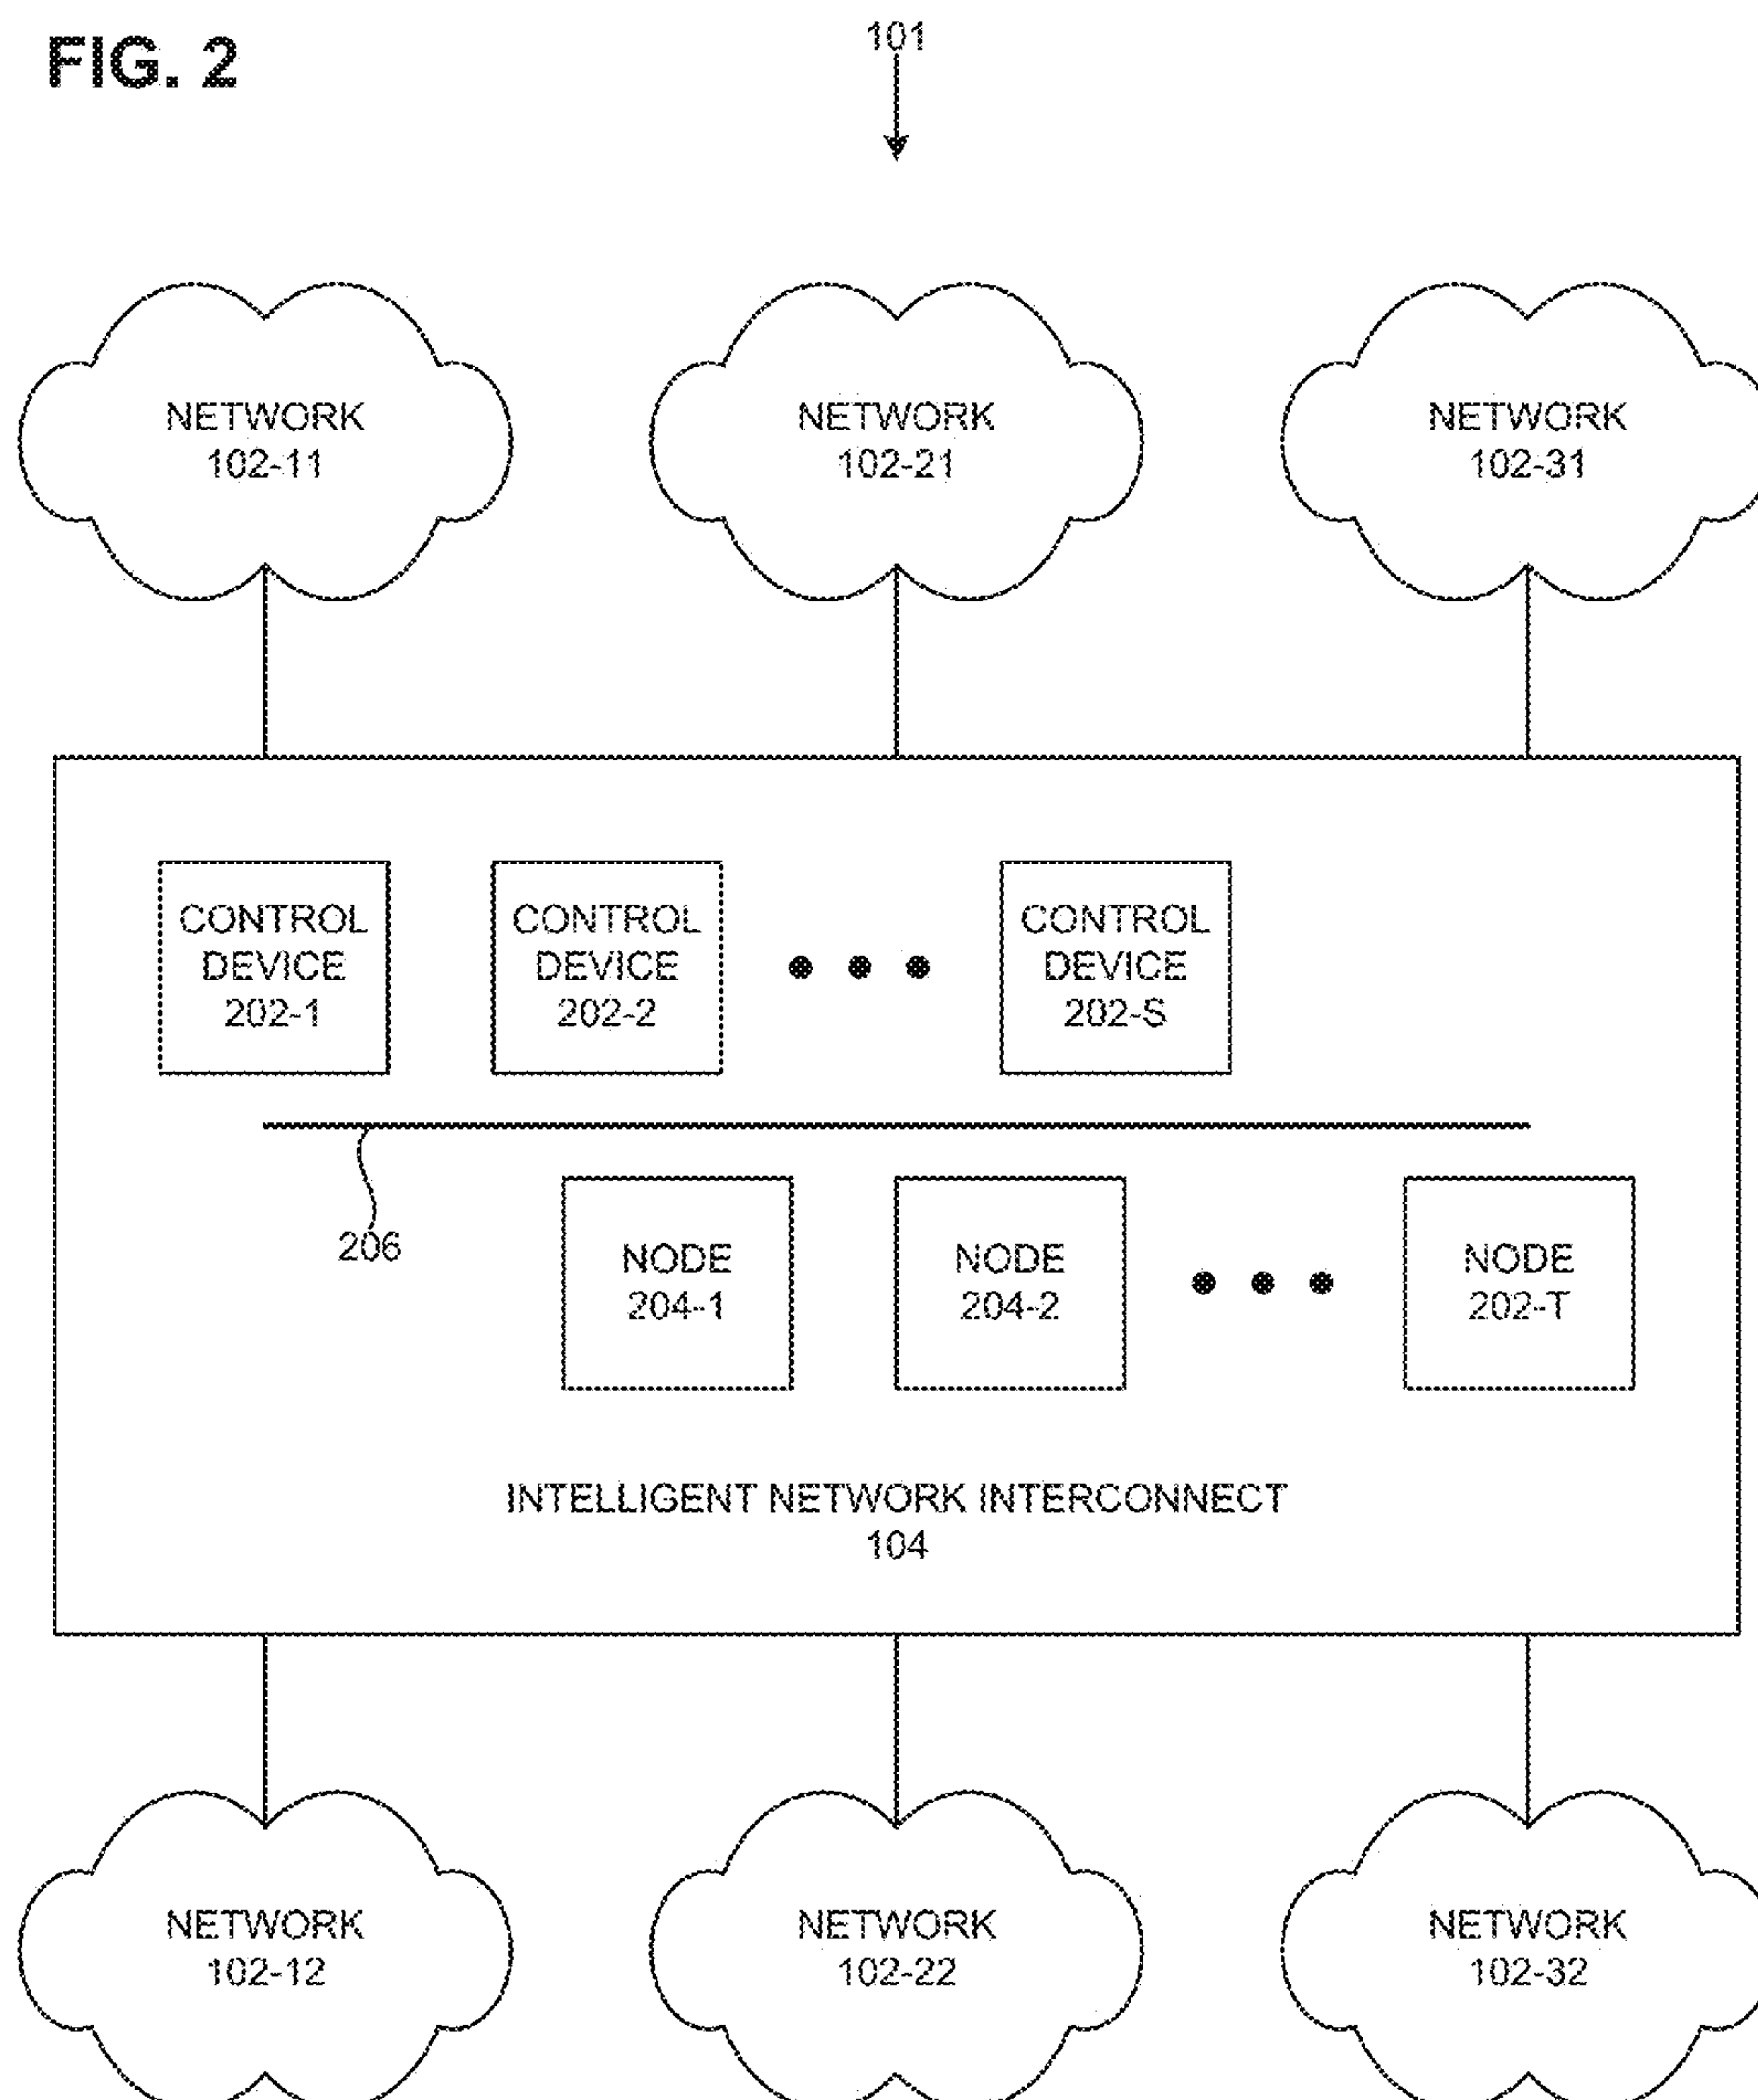 FIG. 2
101
NETWORK
102-11
NETWORK
102-21
NETWORK
102-31
CONTROL
DEVICE
202-1
CONTROL
DEVICE
202-2
CONTROL
DEVICE
202-S
206
NODE
204-1
NODE
204-2
NODE
202-T
INTELLIGENT NETWORK INTERCONNECT
104
NETWORK
102-12
NETWORK
102-22
NETWORK
102-32